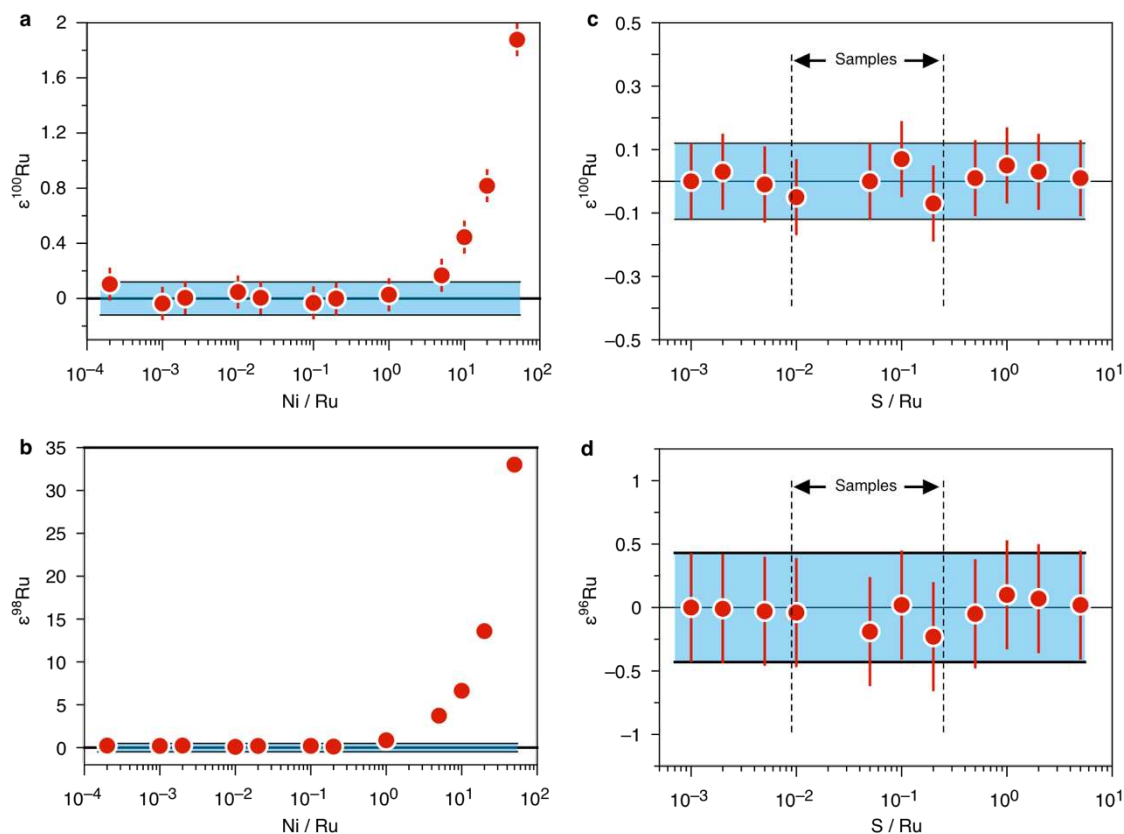 a
2
1.6
1.2
0.8
0.4
0
ε¹⁰⁰Ru
10⁻⁴ 10⁻³ 10⁻² 10⁻¹ 10⁰ 10¹ 10²
Ni / Ru
c
0.5
0.3
0.1
−0.1
−0.3
−0.5
ε¹⁰⁰Ru
Samples
10⁻³ 10⁻² 10⁻¹ 10⁰ 10¹
S / Ru
b
35
30
25
20
15
10
5
0
ε⁹⁸Ru
10⁻⁴ 10⁻³ 10⁻² 10⁻¹ 10⁰ 10¹ 10²
Ni / Ru
d
1
0.5
0
−0.5
−1
ε⁹⁶Ru
Samples
10⁻³ 10⁻² 10⁻¹ 10⁰ 10¹
S / Ru